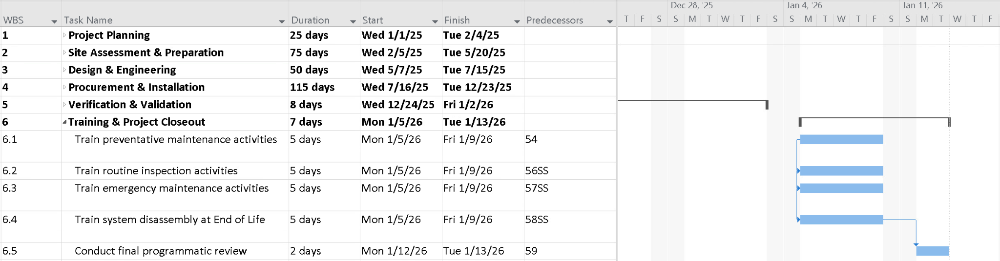 Dec 28, '25 Jan 4, '26 Jan 11, '26
WBS Task Name Duration Start Finish Predecessors T F S S M T W T F S S M T W T F S S M T W T F
1 Project Planning 25 days Wed 1/1/25 Tue 2/4/25
2 Site Assessment & Preparation 75 days Wed 2/5/25 Tue 5/20/25
3 Design & Engineering 50 days Wed 5/7/25 Tue 7/15/25
4 Procurement & Installation 115 days Wed 7/16/25 Tue 12/23/25
5 Verification & Validation 8 days Wed 12/24/25 Fri 1/2/26
6 Training & Project Closeout 7 days Mon 1/5/26 Tue 1/13/26
6.1 Train preventative maintenance activities 5 days Mon 1/5/26 Fri 1/9/26 54
6.2 Train routine inspection activities 5 days Mon 1/5/26 Fri 1/9/26 56SS
6.3 Train emergency maintenance activities 5 days Mon 1/5/26 Fri 1/9/26 57SS
6.4 Train system disassembly at End of Life 5 days Mon 1/5/26 Fri 1/9/26 58SS
6.5 Conduct final programmatic review 2 days Mon 1/12/26 Tue 1/13/26 59